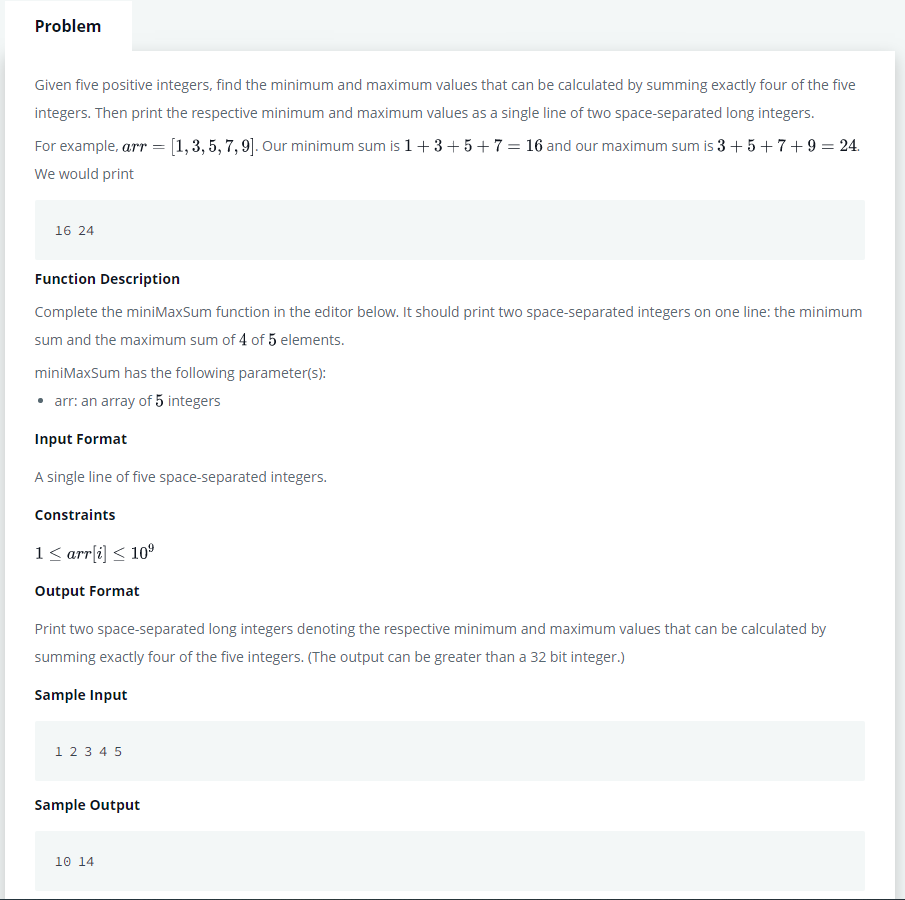 Problem
Given five positive integers, find the minimum and maximum values that can be calculated by summing exactly four of the five
integers. Then print the respective minimum and maximum values as a single line of two space-separated long integers.
For example, arr = [1, 3, 5, 7, 9]. Our minimum sum is 1 + 3 + 5 + 7 = 16 and our maximum sum is 3 + 5 + 7 + 9 = 24.
We would print
16 24
Function Description
Complete the miniMaxSum function in the editor below. It should print two space-separated integers on one line: the minimum
sum and the maximum sum of 4 of 5 elements.
miniMaxSum has the following parameter(s):
• arr: an array of 5 integers
Input Format
A single line of five space-separated integers.
Constraints
1 ≤ arr[i] ≤ 10⁹
Output Format
Print two space-separated long integers denoting the respective minimum and maximum values that can be calculated by
summing exactly four of the five integers. (The output can be greater than a 32 bit integer.)
Sample Input
1 2 3 4 5
Sample Output
10 14